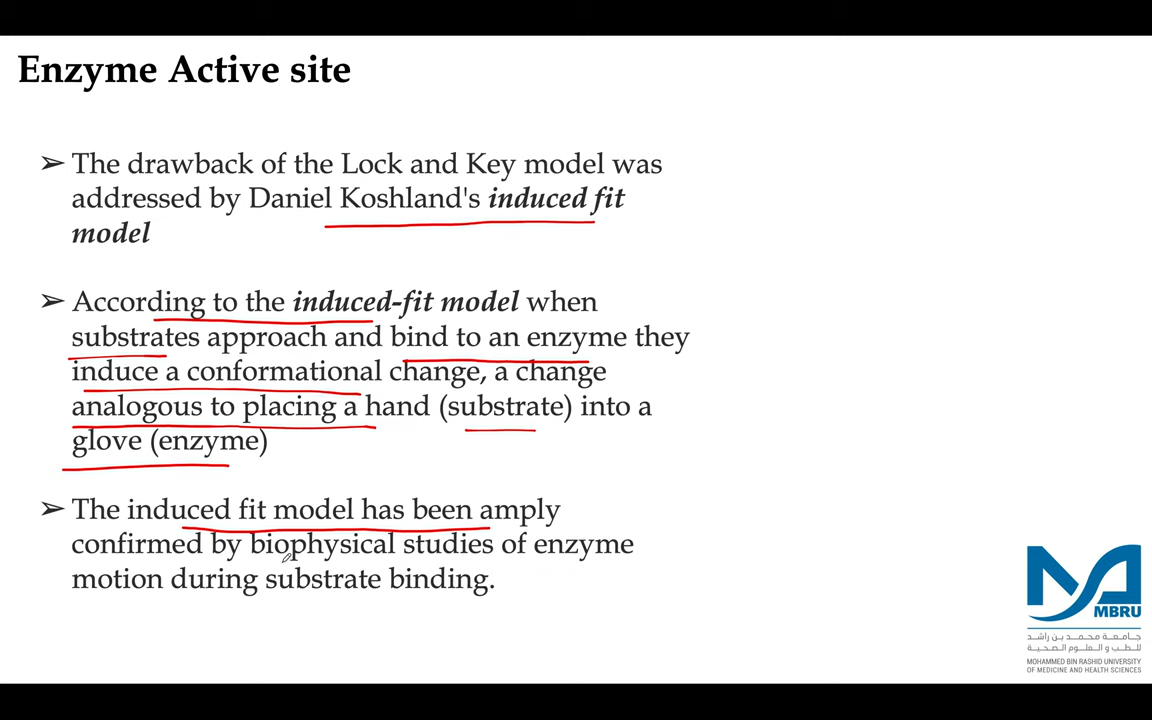 Enzyme Active site
➢ The drawback of the Lock and Key model was
addressed by Daniel Koshland's induced fit
model
➢ According to the induced-fit model when
substrates approach and bind to an enzyme they
induce a conformational change, a change
analogous to placing a hand (substrate) into a
glove (enzyme)
➢ The induced fit model has been amply
confirmed by biophysical studies of enzyme
motion during substrate binding.
MBRU
جامعة محمد بن راشد
للطب و العلوم الصحية
MOHAMMED BIN RASHID UNIVERSITY
OF MEDICINE AND HEALTH SCIENCES